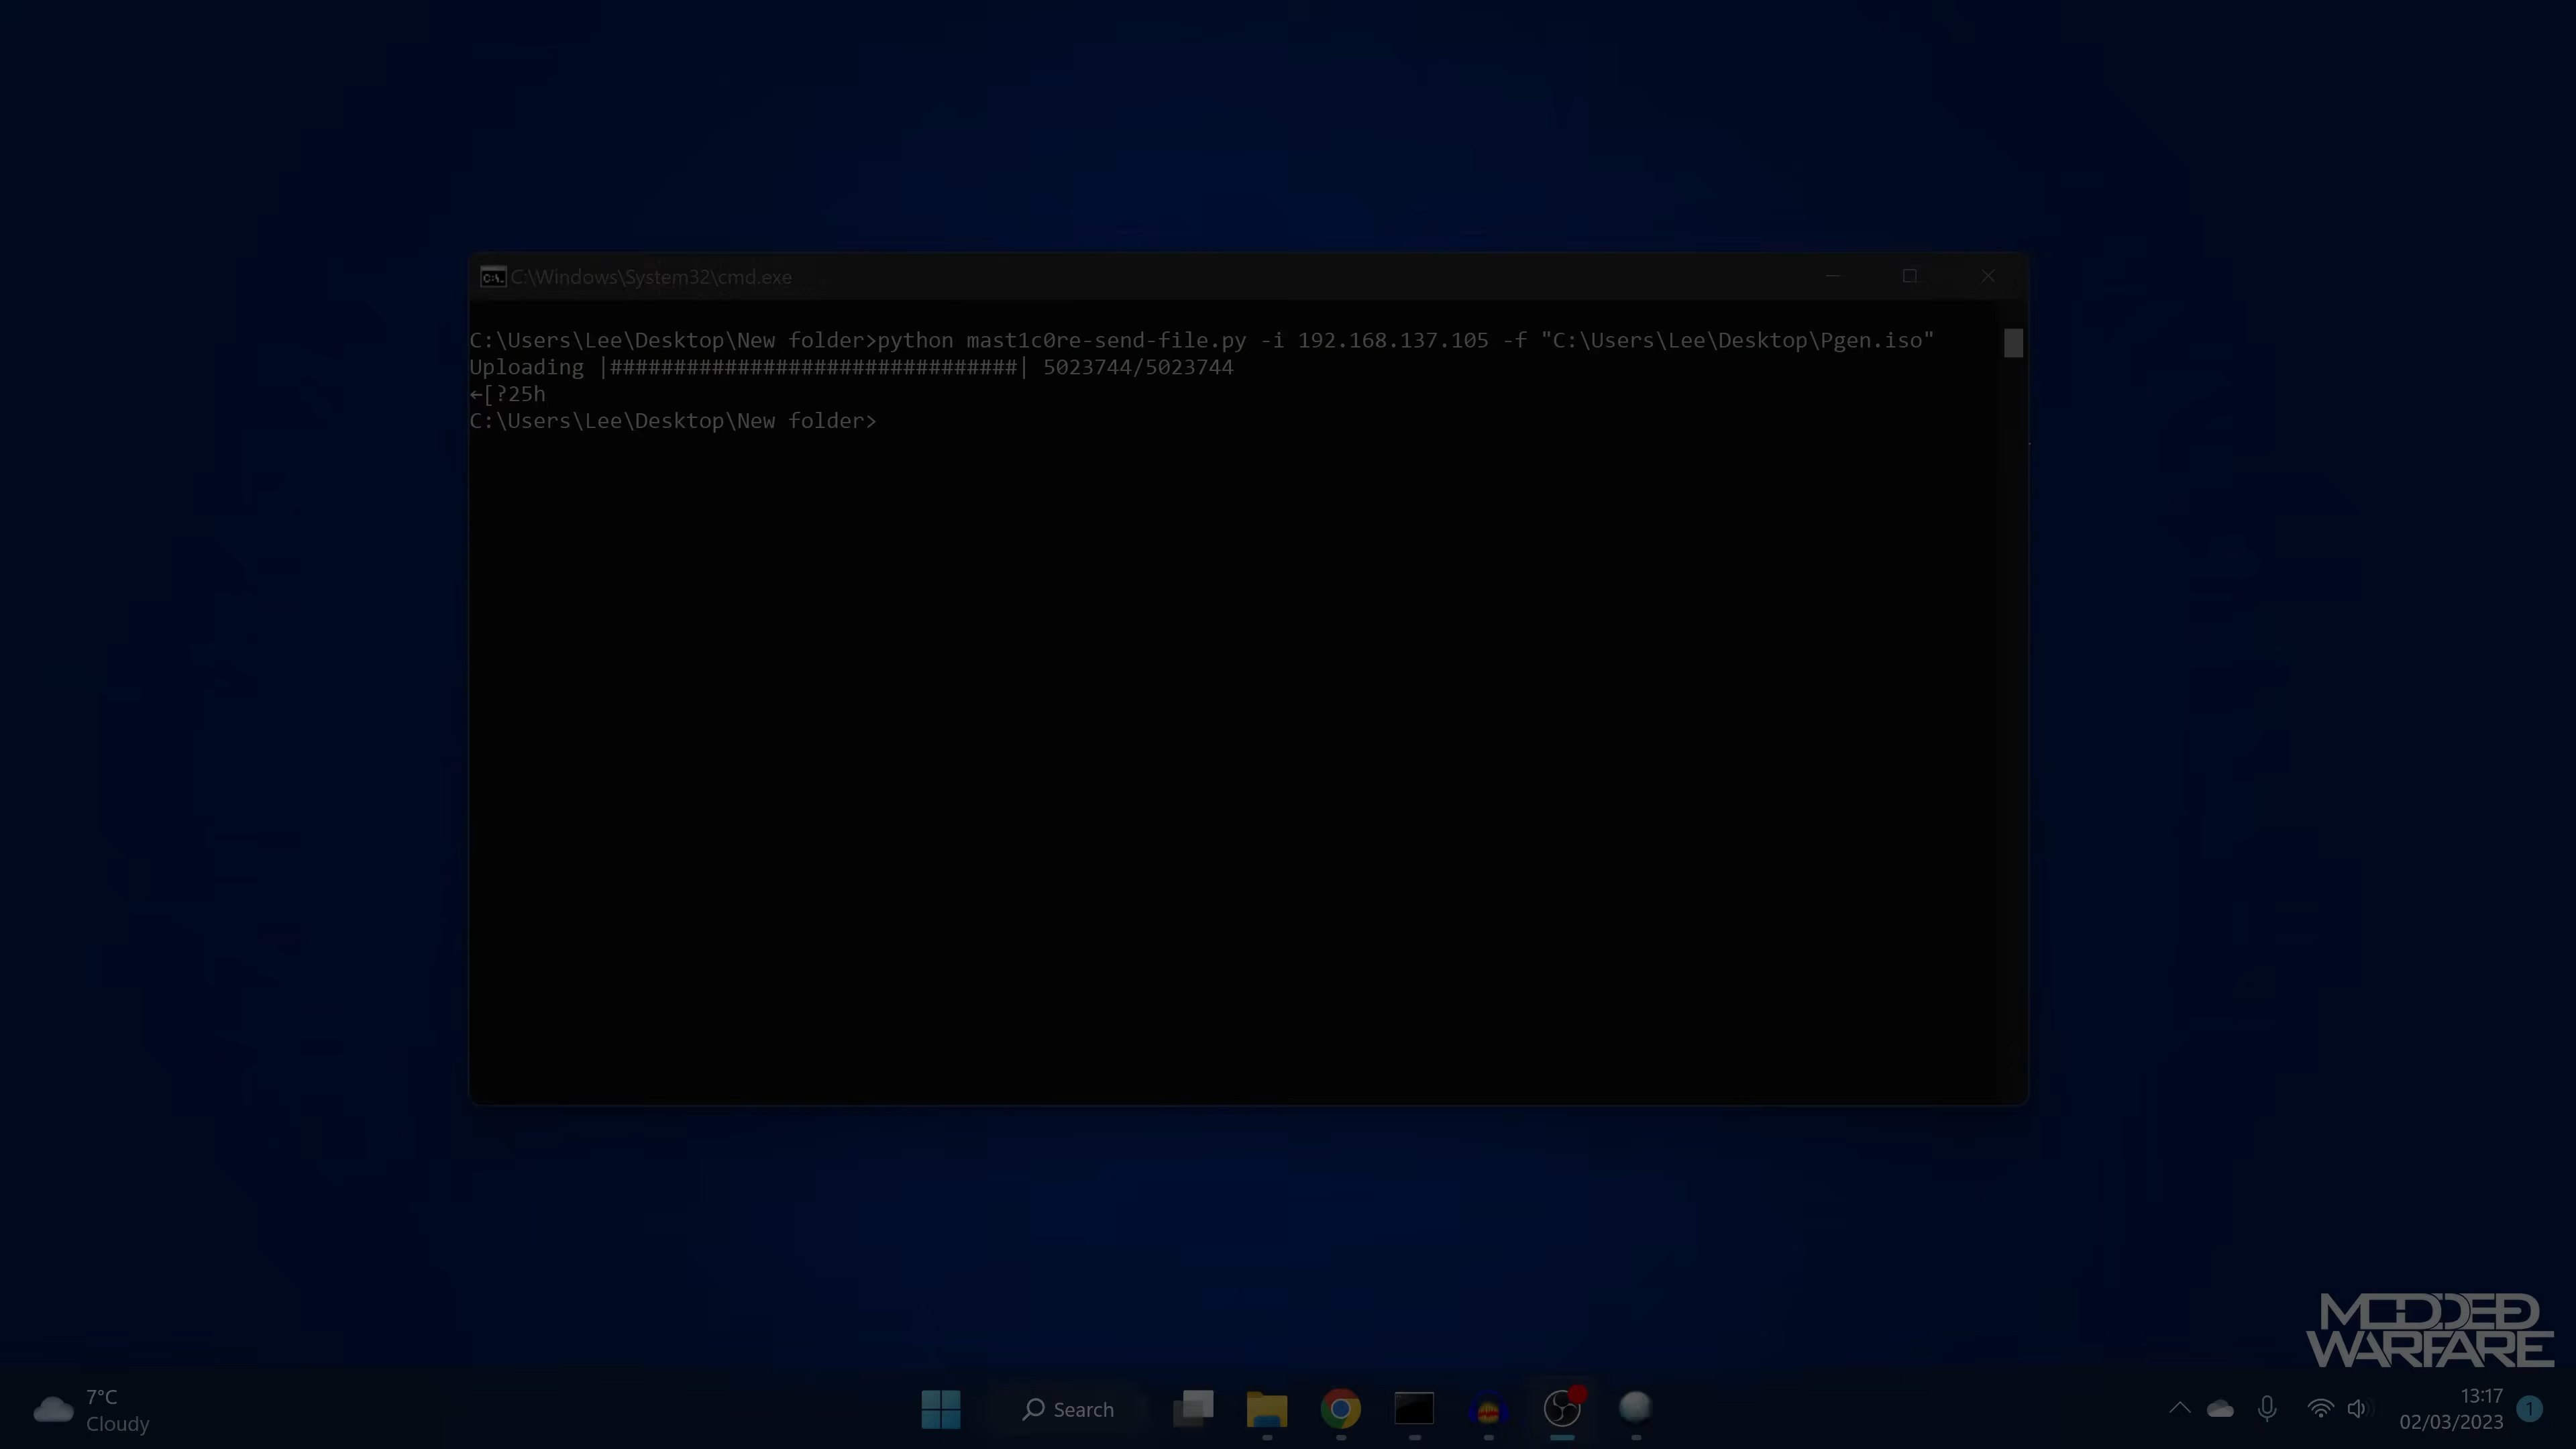 C:\Windows\System32\cmd.exe
C:\Users\Lee\Desktop\New folder>python mast1c0re-send-file.py -i 192.168.137.105 -f "C:\Users\Lee\Desktop\Pgen.iso"
Uploading |################################| 5023744/5023744
←[?25h
C:\Users\Lee\Desktop\New folder>
MODDED
WARFARE
7°C
Cloudy
Search
13:17
02/03/2023
1